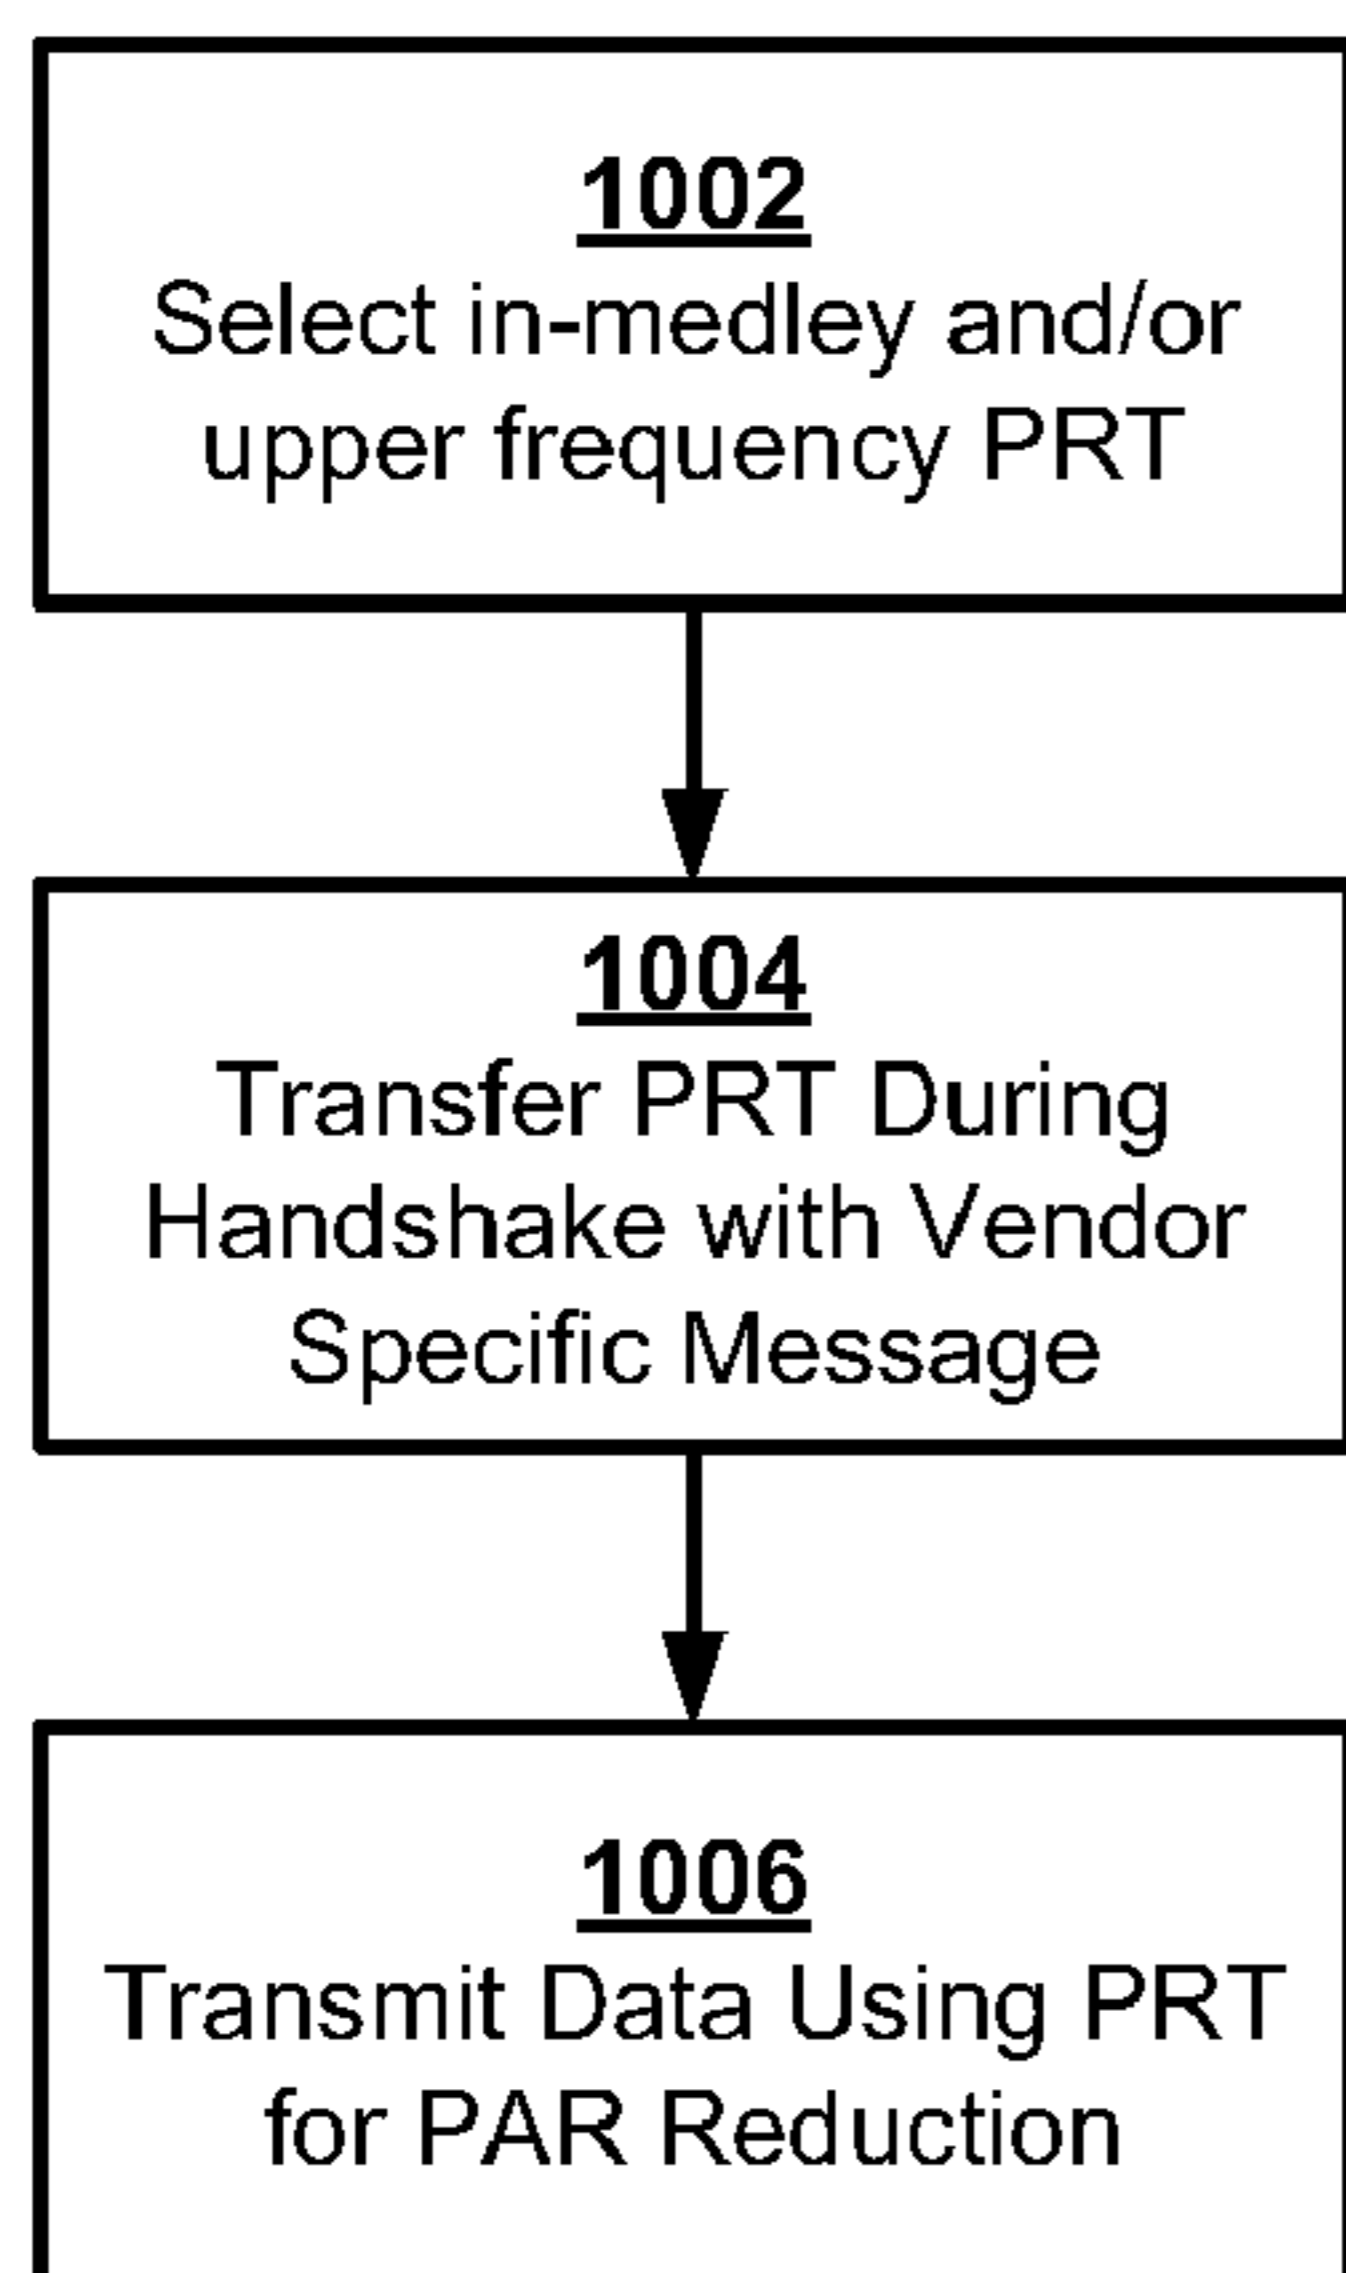 1002
Select in-medley and/or
upper frequency PRT
1004
Transfer PRT During
Handshake with Vendor
Specific Message
1006
Transmit Data Using PRT
for PAR Reduction